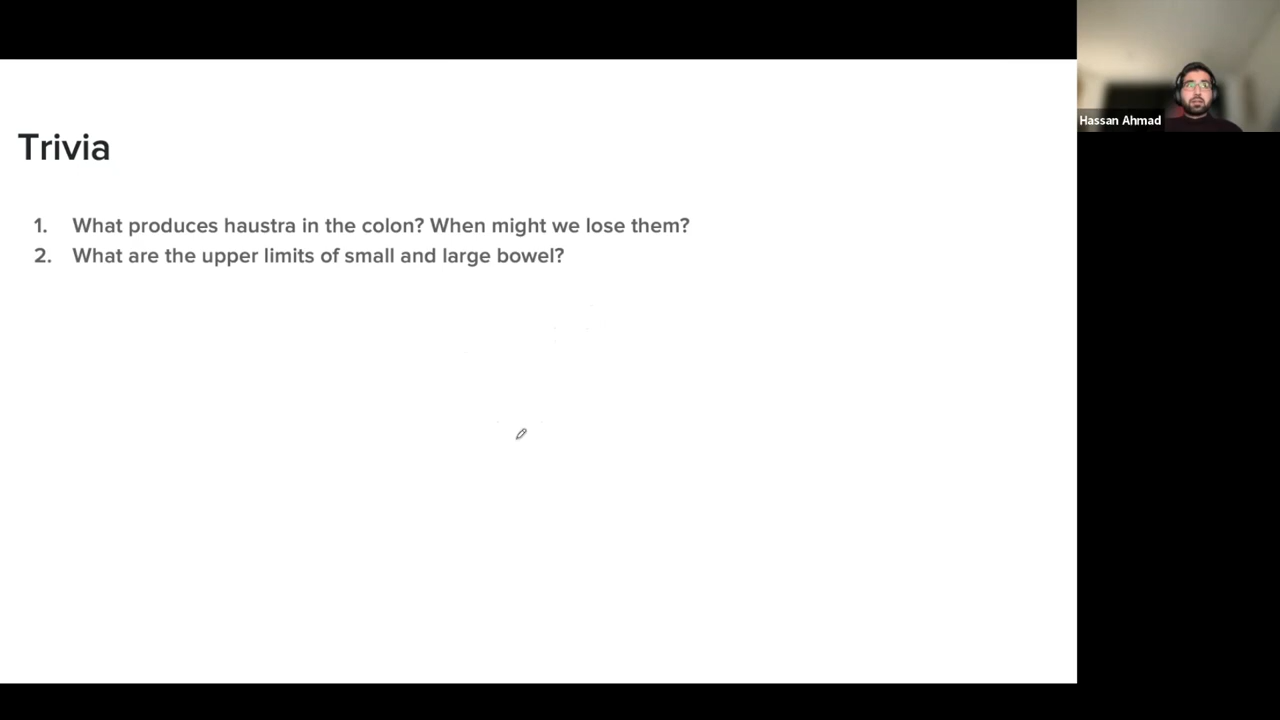 Trivia
1. What produces haustra in the colon? When might we lose them?
2. What are the upper limits of small and large bowel?
Hassan Ahmad